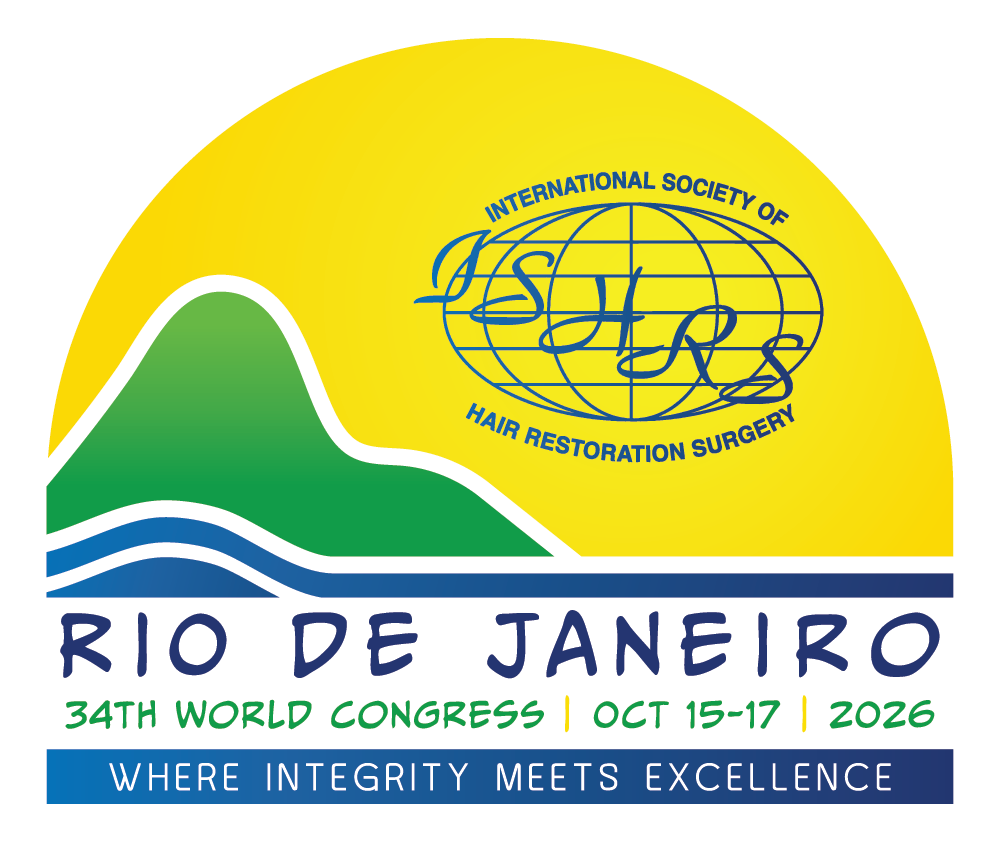 INTERNATIONAL SOCIETY OF
ISHRS
HAIR RESTORATION SURGERY
RIO DE JANEIRO
34TH WORLD CONGRESS | OCT 15-17 | 2026
WHERE INTEGRITY MEETS EXCELLENCE